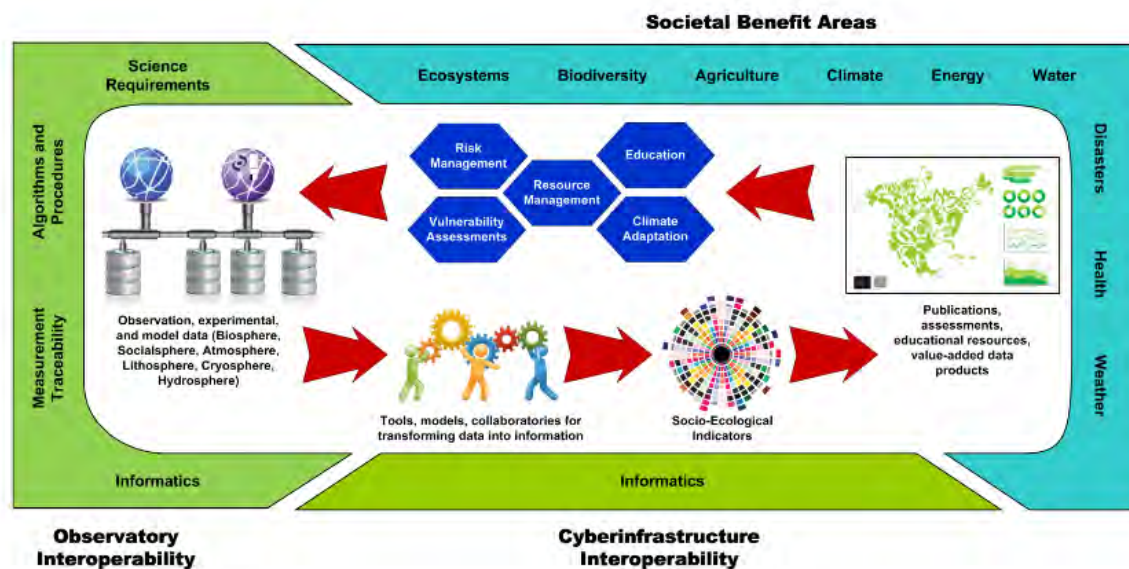 Societal Benefit Areas
Science
Requirements
Ecosystems
Biodiversity
Agriculture
Climate
Energy
Water
Algorithms and
Procedures
Measurement
Traceability
Risk
Management
Education
Resource
Management
Vulnerability
Assessments
Climate
Adaptation
Disasters
Health
Weather
Observation, experimental,
and model data (Biosphere,
Socialsphere, Atmosphere,
Lithosphere, Cryosphere,
Hydrosphere)
Tools, models, collaboratories for
transforming data into information
Socio-Ecological
Indicators
Publications,
assessments,
educational resources,
value-added data
products
Informatics
Informatics
Observatory
Interoperability
Cyberinfrastructure
Interoperability